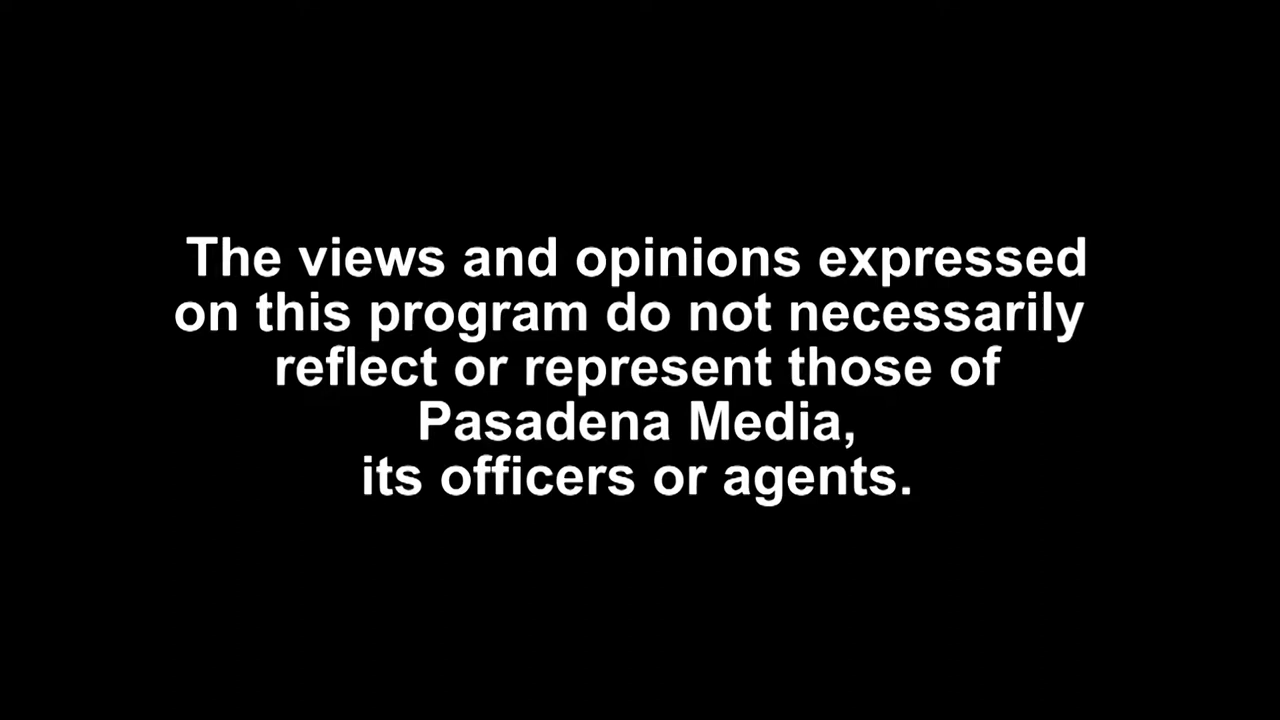 The views and opinions expressed
on this program do not necessarily
reflect or represent those of
Pasadena Media,
its officers or agents.